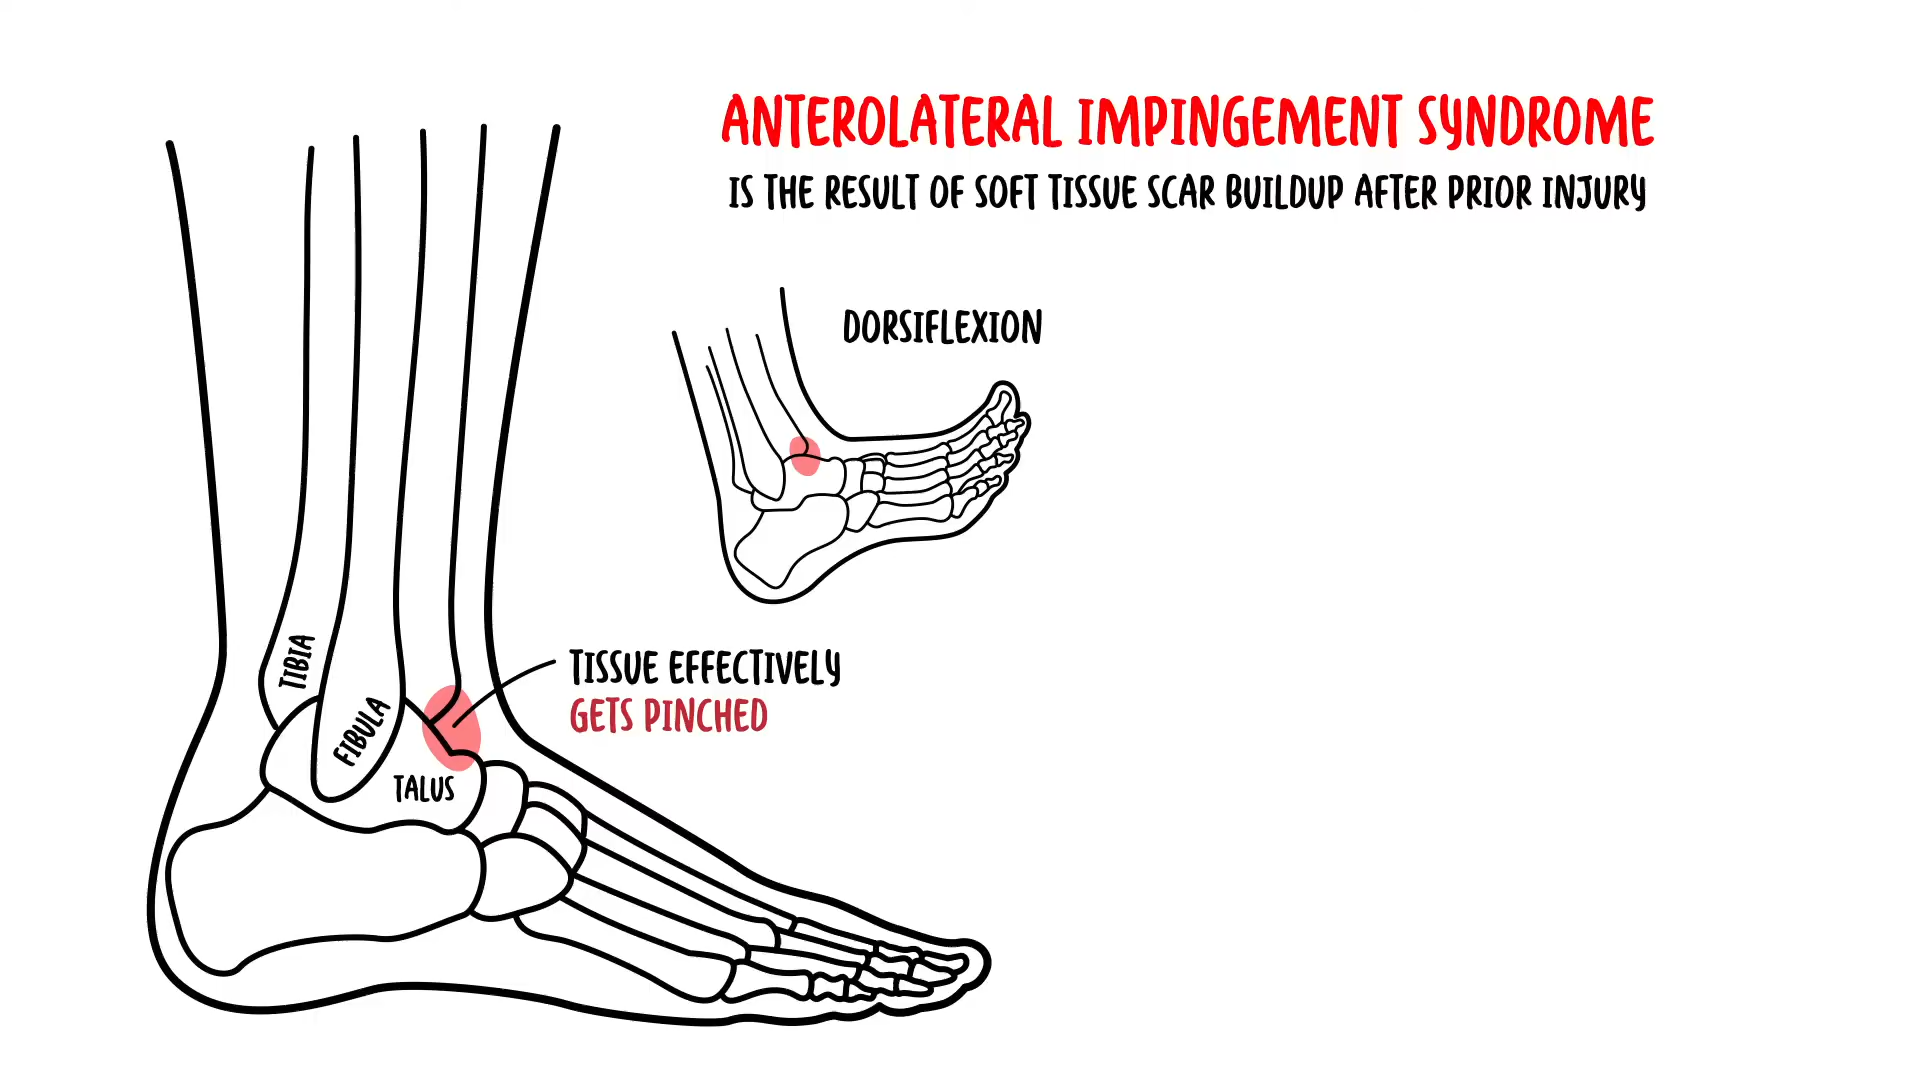 ANTEROLATERAL IMPINGEMENT SYNDROME
IS THE RESULT OF SOFT TISSUE SCAR BUILDUP AFTER PRIOR INJURY
DORSIFLEXION
TISSUE EFFECTIVELY
GETS PINCHED
TIBIA
FIBULA
TALUS